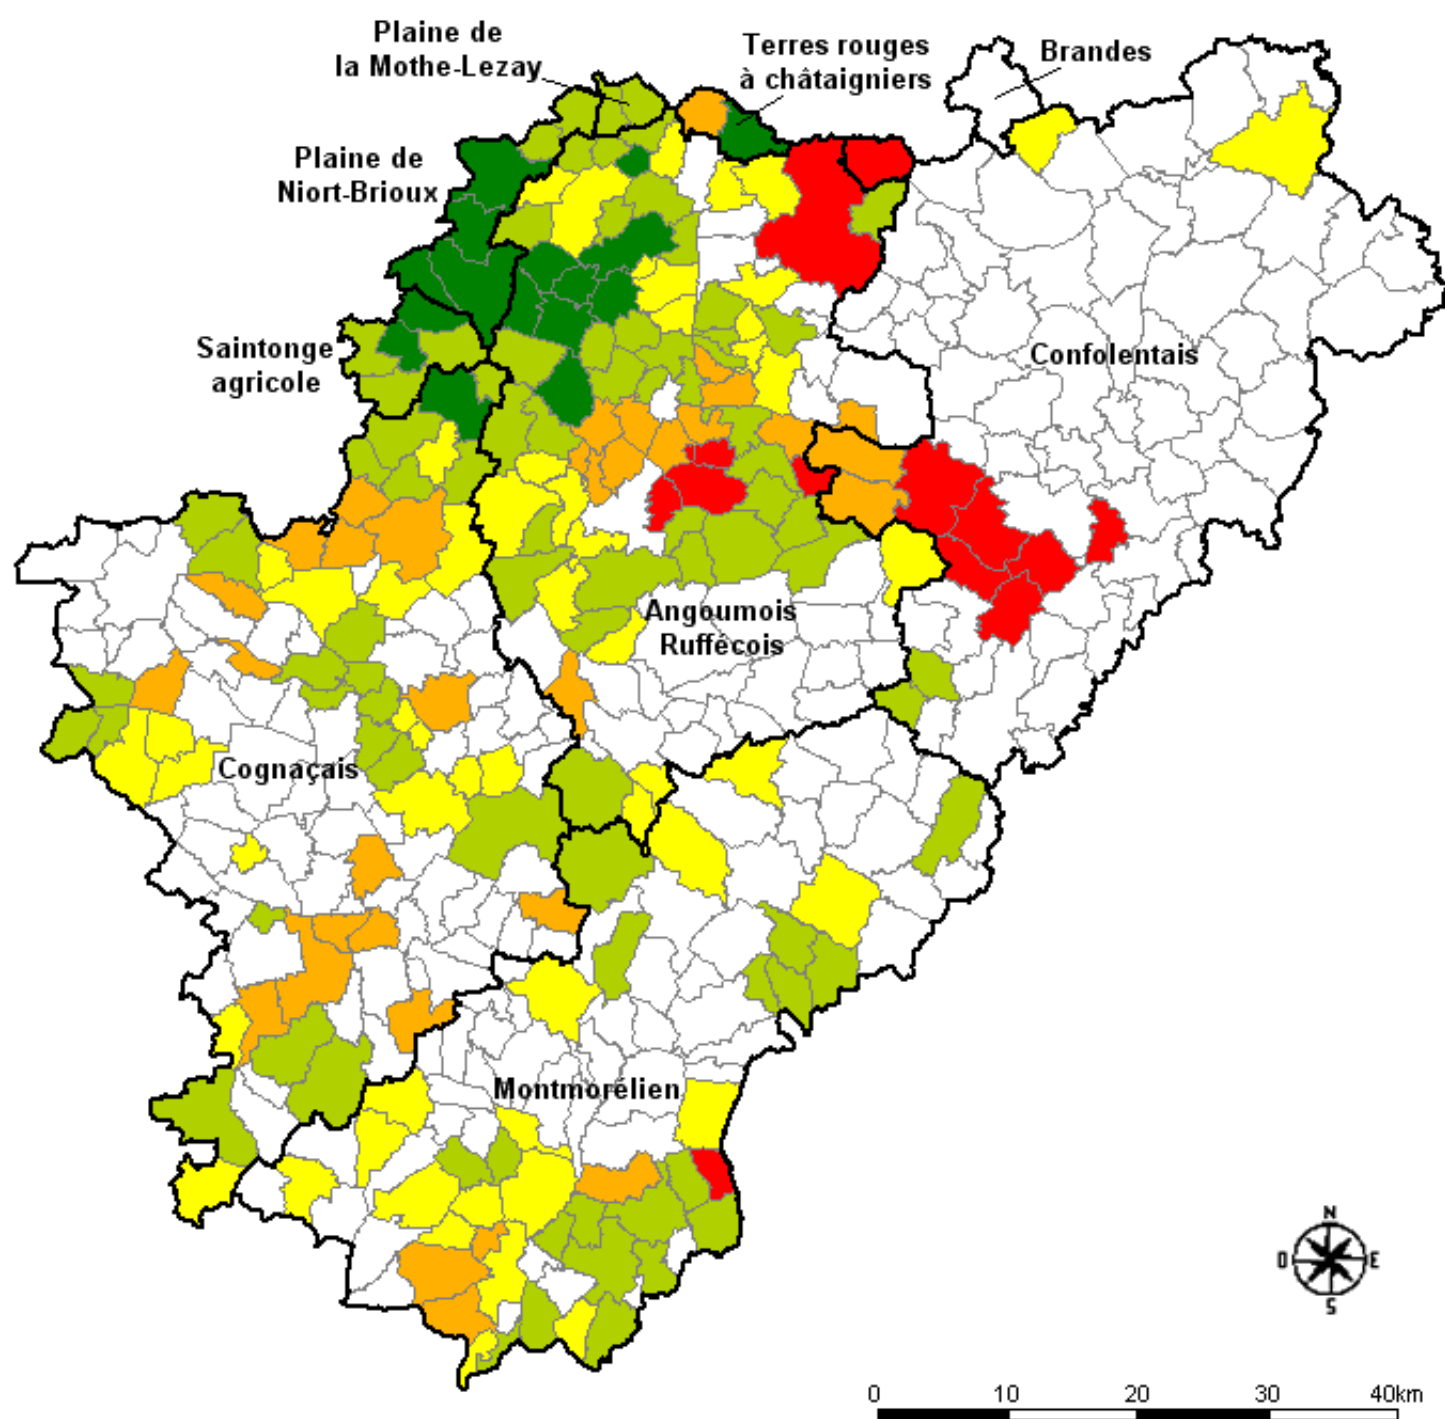 Plaine de
la Mothe-Lezay
Terres rouges
à châtaigniers
Brandes
Plaine de
Niort-Brioux
Saintonge
agricole
Confolentais
Angoumois
Ruffécois
Cognaçais
Montmorélien
N
O
E
S
0 10 20 30 40km